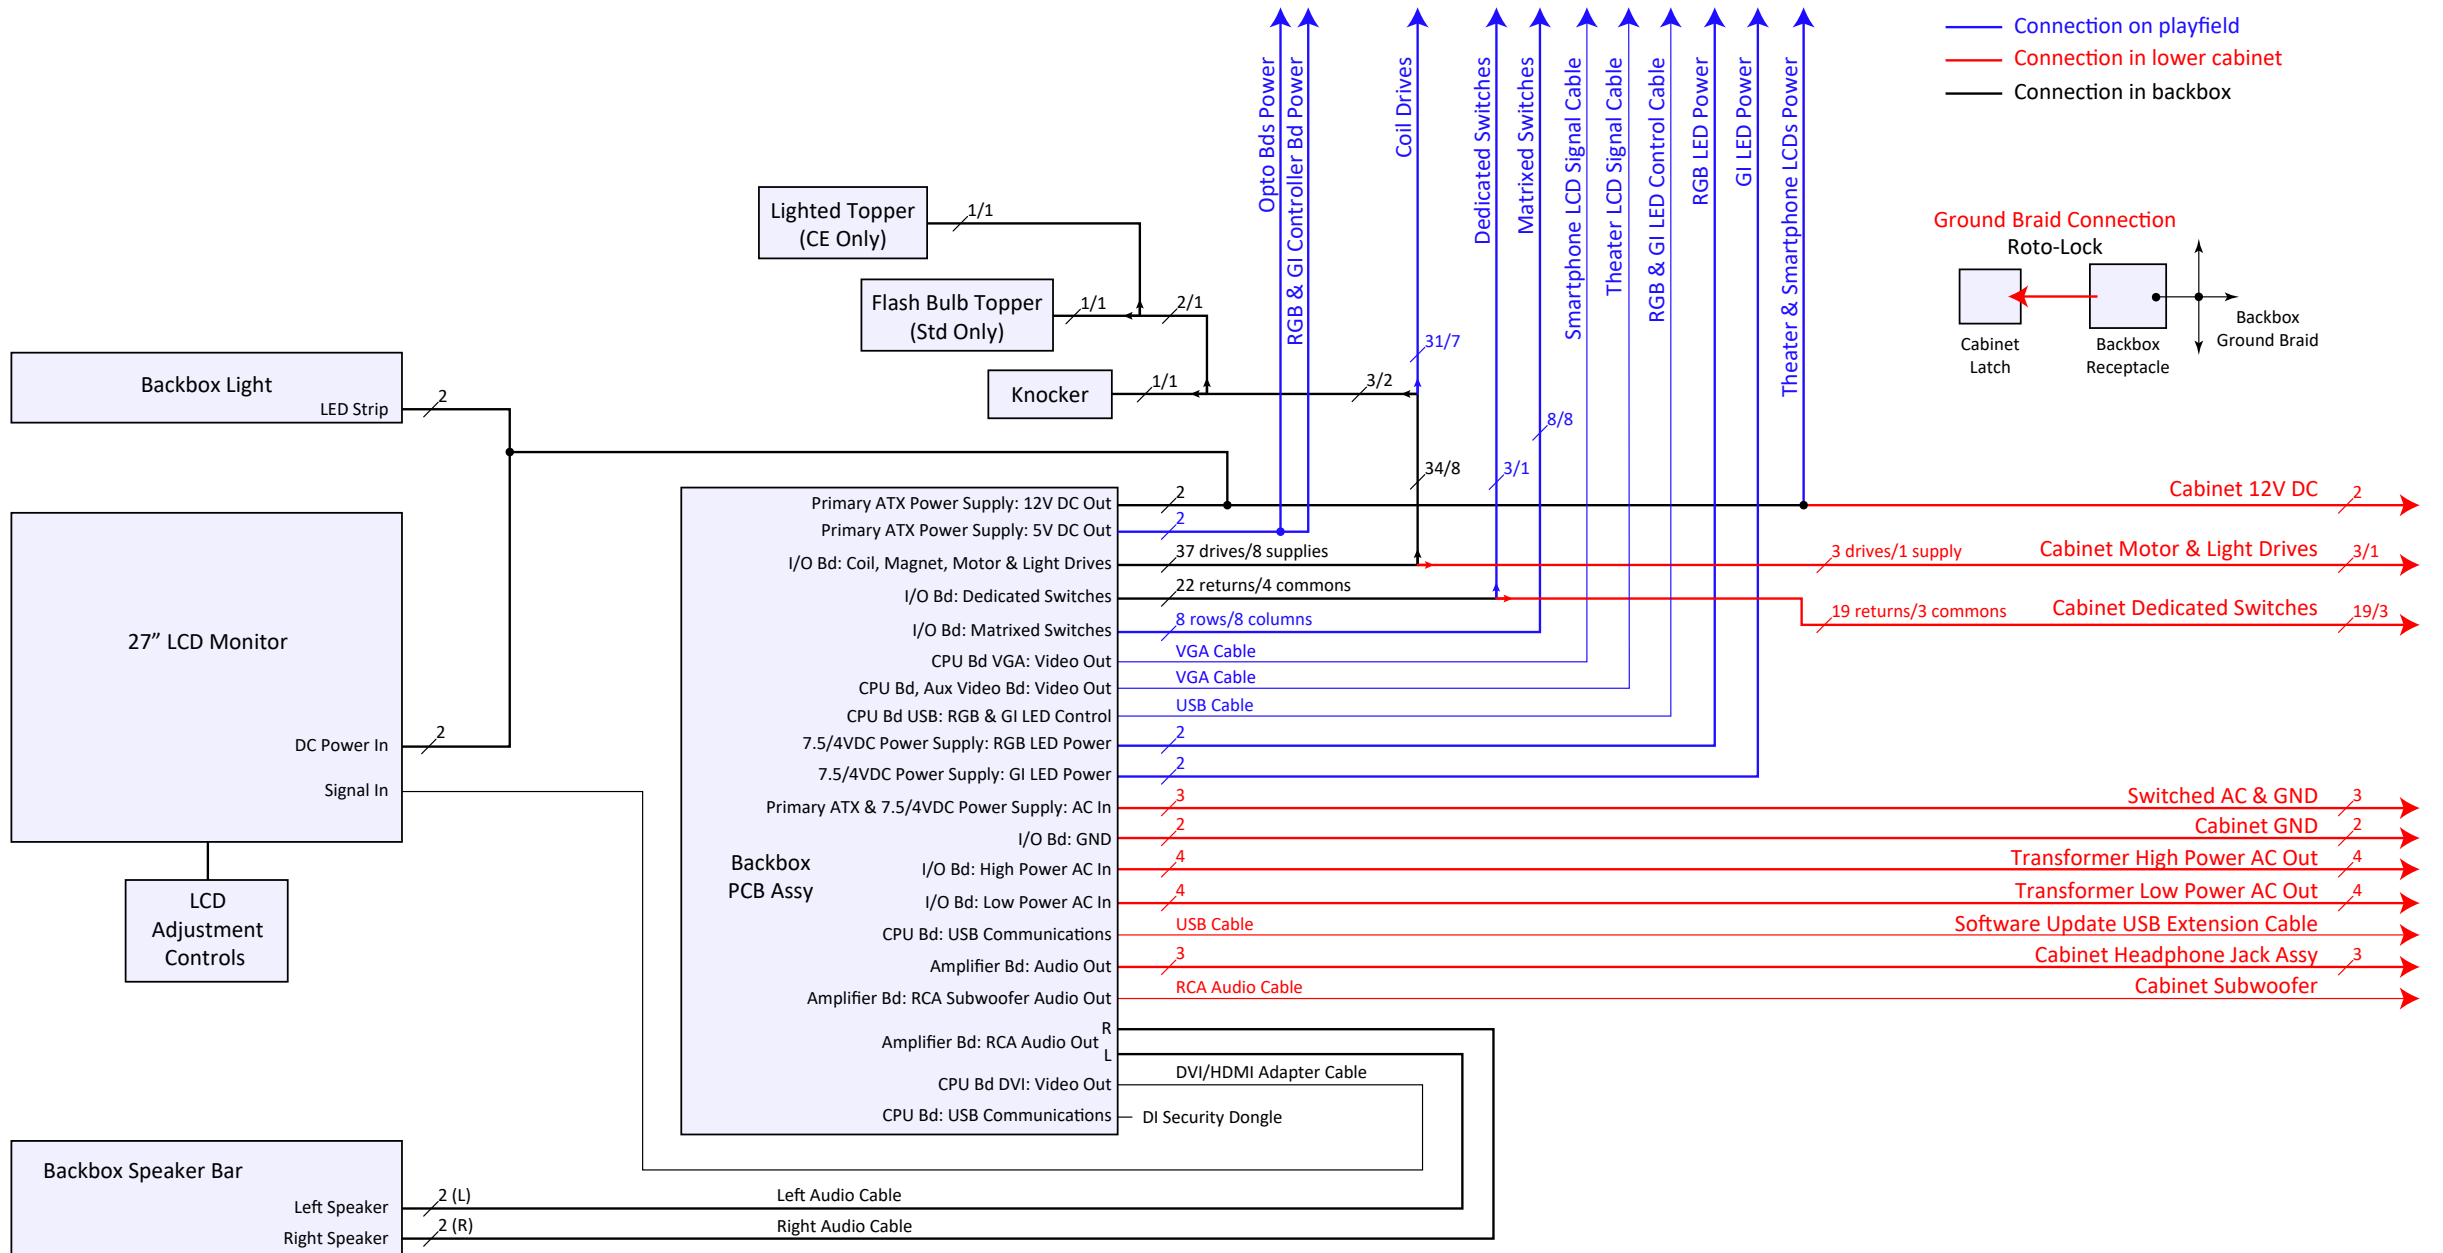 Connection on playfield
Connection in lower cabinet
Connection in backbox
Opto Bds Power
RGB & GI Controller Bd Power
Coil Drives
Dedicated Switches
Matrixed Switches
Smartphone LCD Signal Cable
Theater LCD Signal Cable
RGB & GI LED Control Cable
RGB LED Power
GI LED Power
Theater & Smartphone LCDs Power
Ground Braid Connection
Roto-Lock
Cabinet
Latch
Backbox
Receptacle
Backbox
Ground Braid
Lighted Topper
(CE Only)
1/1
Flash Bulb Topper
(Std Only)
1/1
2/1
Knocker
1/1
3/2
31/7
34/8
3/1
8/8
Backbox Light
LED Strip
2
27” LCD Monitor
DC Power In
2
Signal In
LCD
Adjustment
Controls
Backbox Speaker Bar
Left Speaker
2 (L)
Left Audio Cable
Right Speaker
2 (R)
Right Audio Cable
Backbox
PCB Assy
Primary ATX Power Supply: 12V DC Out
2
Cabinet 12V DC
2
Primary ATX Power Supply: 5V DC Out
2
I/O Bd: Coil, Magnet, Motor & Light Drives
37 drives/8 supplies
3 drives/1 supply
Cabinet Motor & Light Drives
3/1
I/O Bd: Dedicated Switches
22 returns/4 commons
19 returns/3 commons
Cabinet Dedicated Switches
19/3
I/O Bd: Matrixed Switches
8 rows/8 columns
CPU Bd VGA: Video Out
VGA Cable
CPU Bd, Aux Video Bd: Video Out
VGA Cable
CPU Bd USB: RGB & GI LED Control
USB Cable
7.5/4VDC Power Supply: RGB LED Power
2
7.5/4VDC Power Supply: GI LED Power
2
Primary ATX & 7.5/4VDC Power Supply: AC In
3
Switched AC & GND
3
I/O Bd: GND
2
Cabinet GND
2
I/O Bd: High Power AC In
4
Transformer High Power AC Out
4
I/O Bd: Low Power AC In
4
Transformer Low Power AC Out
4
CPU Bd: USB Communications
USB Cable
Software Update USB Extension Cable
Amplifier Bd: Audio Out
3
Cabinet Headphone Jack Assy
3
Amplifier Bd: RCA Subwoofer Audio Out
RCA Audio Cable
Cabinet Subwoofer
R
Amplifier Bd: RCA Audio Out
L
CPU Bd DVI: Video Out
DVI/HDMI Adapter Cable
CPU Bd: USB Communications
DI Security Dongle